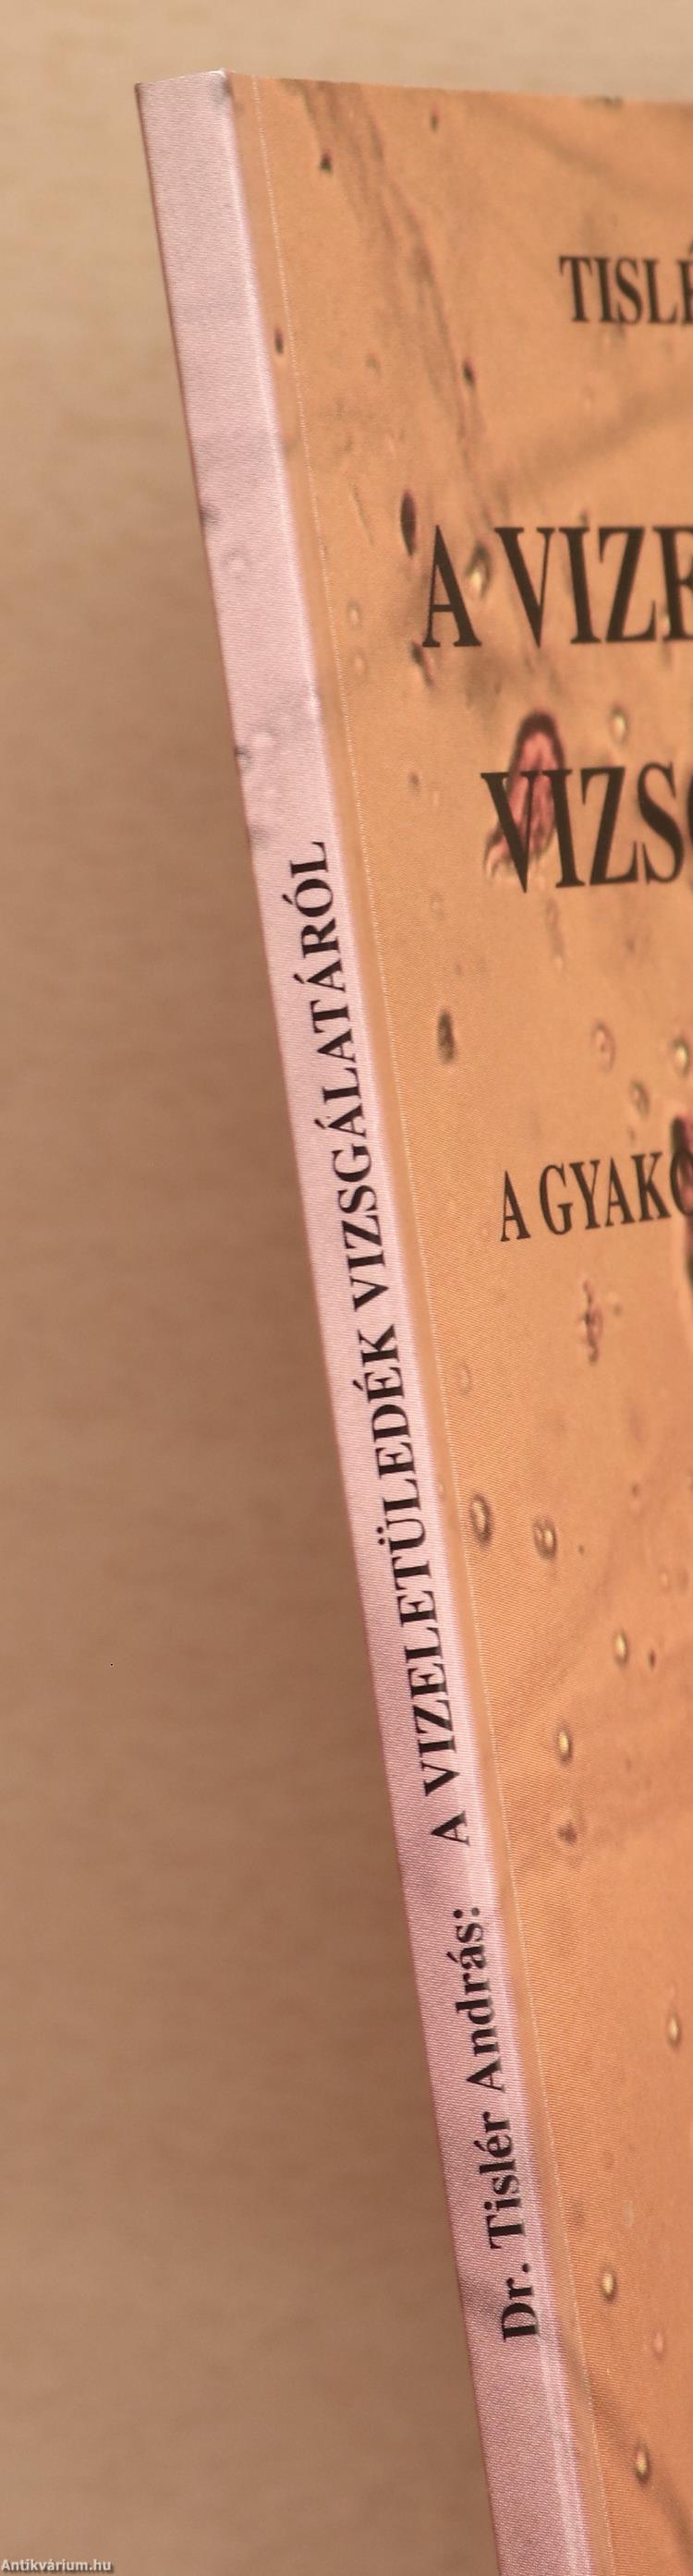 Dr. Tislér András: A VIZELETÜLEDÉK VIZSGÁLATÁRÓL
TISLÉ
A VIZE
VIZSG
A GYAKO
Antikvárium.hu